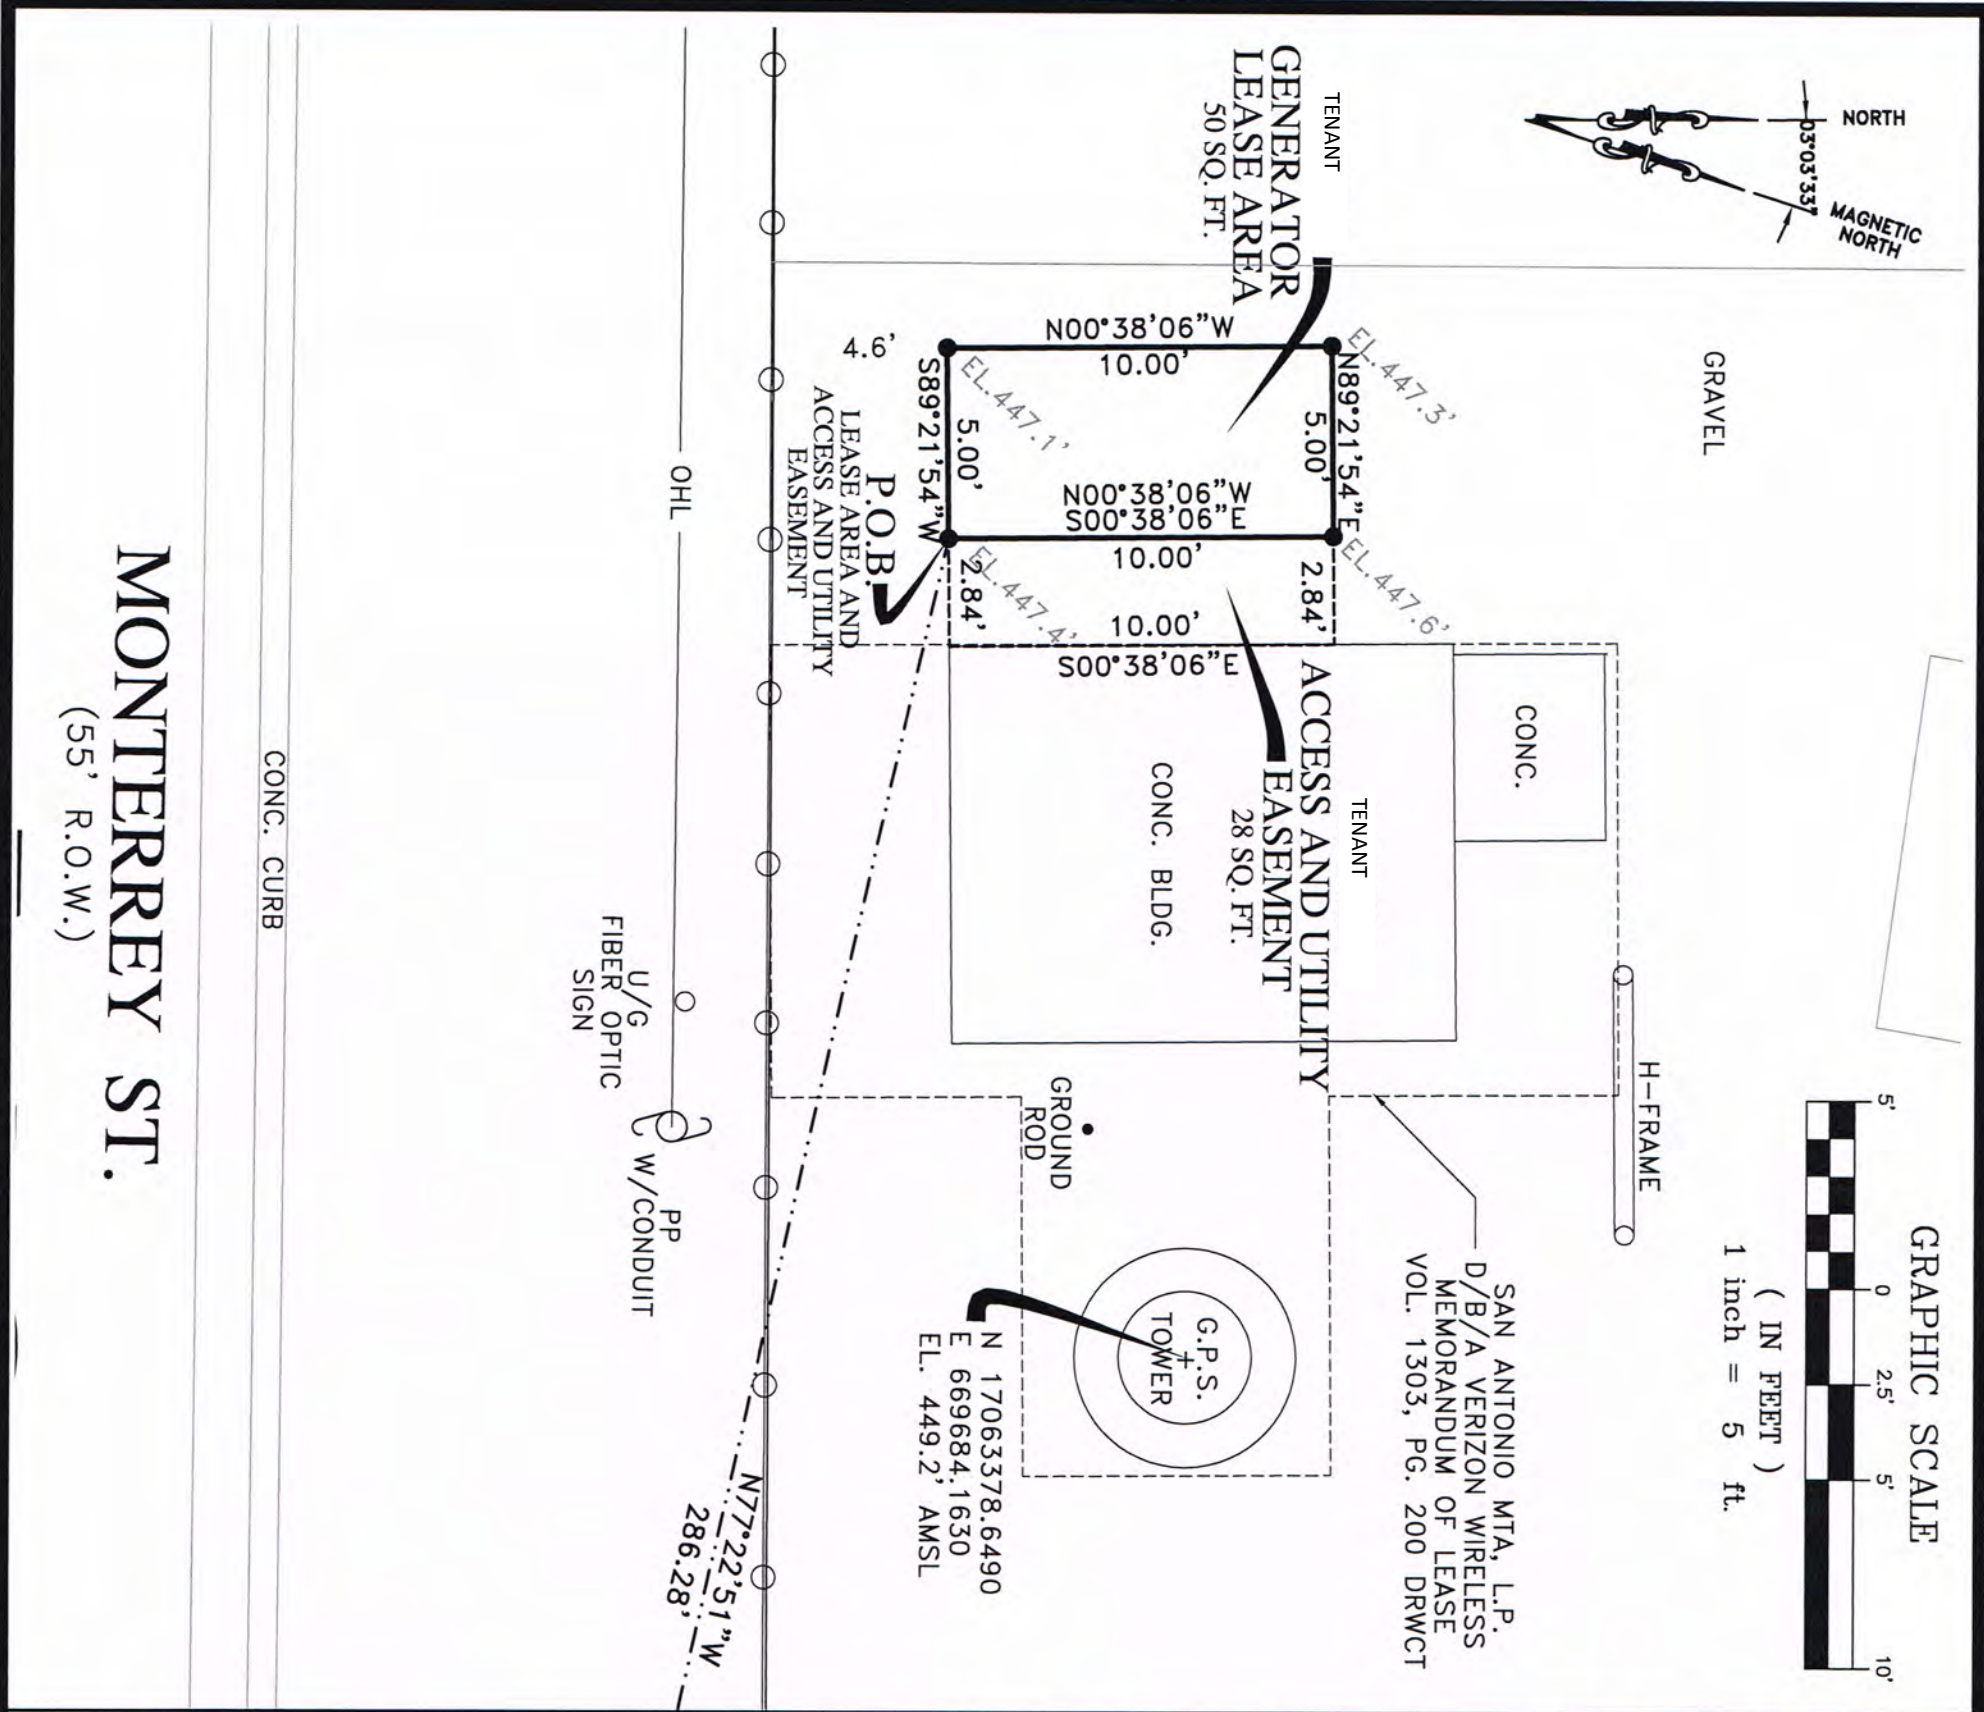 GRAPHIC SCALE
5'
0
2.5'
5'
10'
( IN FEET )
1 inch = 5 ft.
NORTH
03°03'33"
MAGNETIC
NORTH
GRAVEL
CONC.
H-FRAME
SAN ANTONIO MTA, L.P.
D/B/A VERIZON WIRELESS
MEMORANDUM OF LEASE
VOL. 1303, PG. 200 DRWCT
TENANT
GENERATOR
LEASE AREA
50 SQ. FT.
TENANT
ACCESS AND UTILITY
EASEMENT
28 SQ. FT.
EL.447.3'
N89°21'54"E
5.00'
EL.447.6'
2.84'
N00°38'06"W
10.00'
N00°38'06"W
S00°38'06"E
10.00'
10.00'
S00°38'06"E
CONC. BLDG.
G.P.S.
TOWER
GROUND
ROD
EL.447.1'
5.00'
S89°21'54"W
EL.447.4'
2.84'
4.6'
P.O.B.
LEASE AREA AND
ACCESS AND UTILITY
EASEMENT
N 17063378.6490
E 669684.1630
EL. 449.2' AMSL
N77°22'51"W
286.28'
OHL
U/G
FIBER OPTIC
SIGN
PP
W/CONDUIT
CONC. CURB
MONTERREY ST.
(55' R.O.W.)